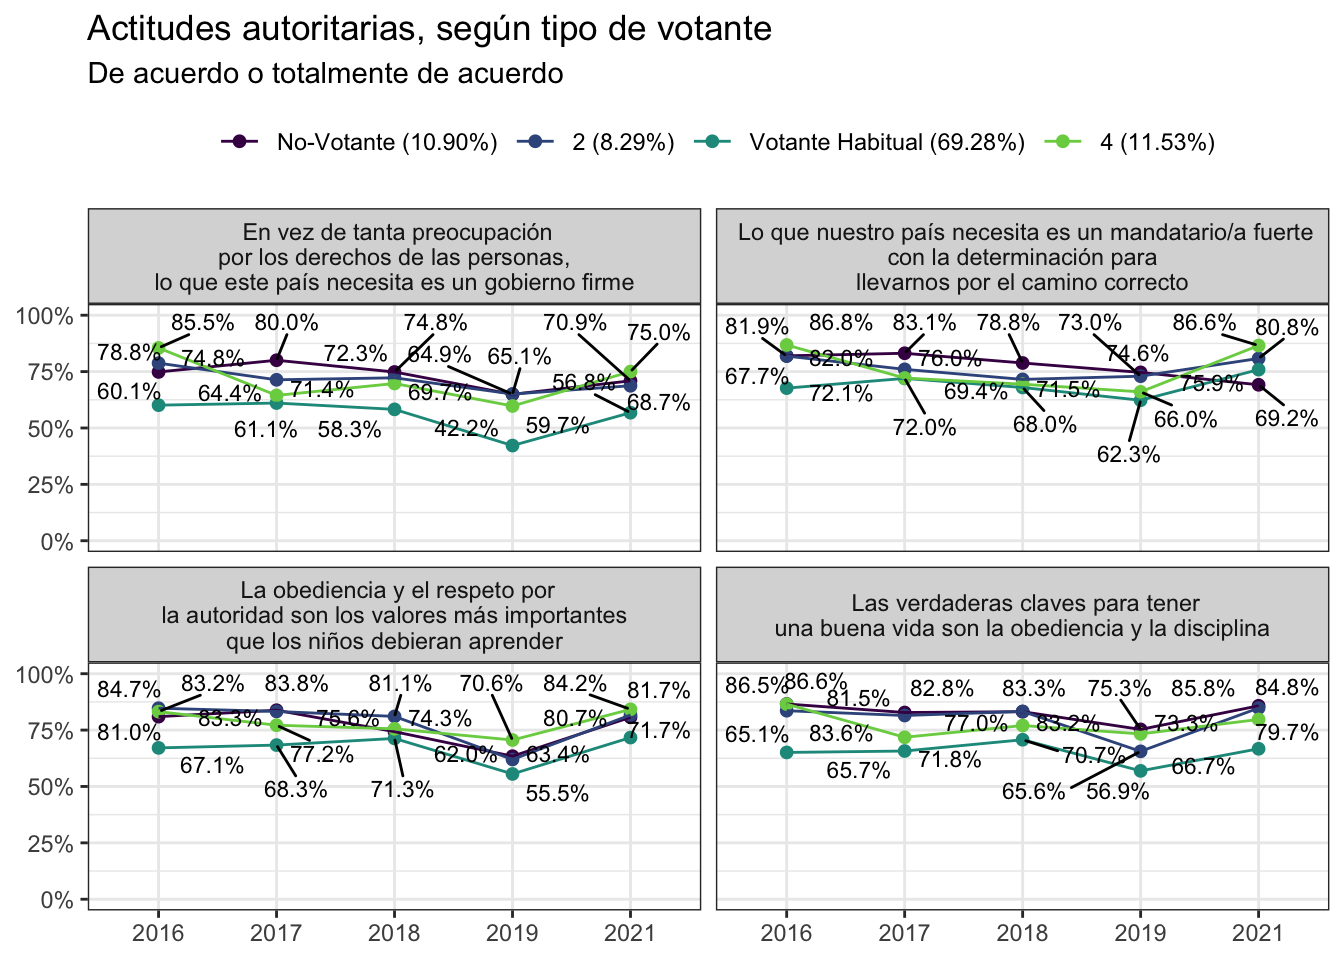 Actitudes autoritarias, según tipo de votante
De acuerdo o totalmente de acuerdo
No-Votante (10.90%) 2 (8.29%) Votante Habitual (69.28%) 4 (11.53%)
En vez de tanta preocupación
por los derechos de las personas,
lo que este país necesita es un gobierno firme
100%
75%
50%
25%
0%
85.5% 80.0% 74.8% 70.9% 75.0%
78.8% 74.8% 72.3% 64.9% 65.1%
60.1% 64.4% 71.4% 69.7% 56.8% 68.7%
61.1% 58.3% 42.2% 59.7%
Lo que nuestro país necesita es un mandatario/a fuerte
con la determinación para
llevarnos por el camino correcto
81.9% 86.8% 83.1% 78.8% 73.0% 86.6% 80.8%
82.0% 76.0% 74.6%
67.7% 72.1% 69.4% 71.5% 75.9%
72.0% 68.0% 66.0% 69.2%
62.3%
La obediencia y el respeto por
la autoridad son los valores más importantes
que los niños debieran aprender
100%
75%
50%
25%
0%
84.7% 83.2% 83.8% 81.1% 70.6% 84.2% 81.7%
81.0% 83.3% 75.6% 74.3% 80.7% 71.7%
67.1% 77.2% 62.0% 63.4%
68.3% 71.3% 55.5%
2016 2017 2018 2019 2021
Las verdaderas claves para tener
una buena vida son la obediencia y la disciplina
86.5% 86.6% 81.5% 82.8% 83.3% 75.3% 85.8% 84.8%
65.1% 83.6% 77.0% 83.2% 73.3% 79.7%
65.7% 71.8% 70.7% 66.7%
65.6% 56.9%
2016 2017 2018 2019 2021